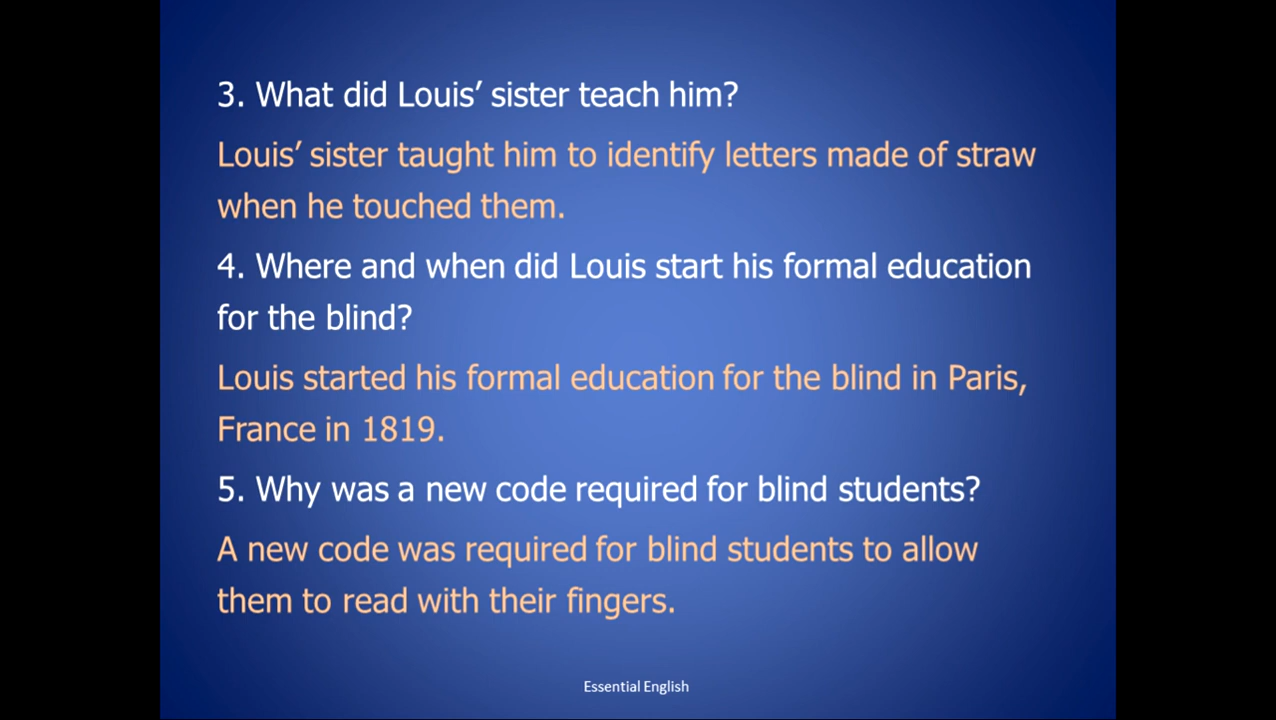 3. What did Louis’ sister teach him?
Louis’ sister taught him to identify letters made of straw
when he touched them.
4. Where and when did Louis start his formal education
for the blind?
Louis started his formal education for the blind in Paris,
France in 1819.
5. Why was a new code required for blind students?
A new code was required for blind students to allow
them to read with their fingers.
Essential English